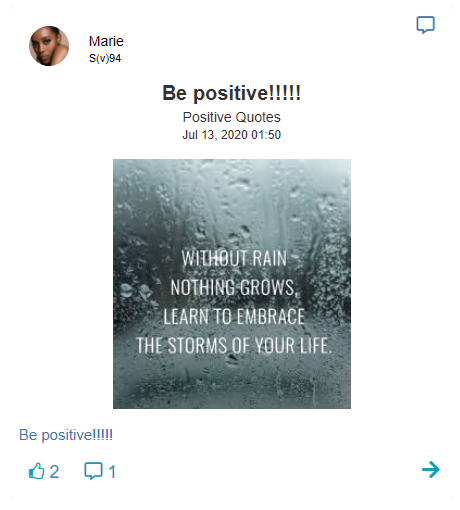 Marie
S(v)94
Be positive!!!!!
Positive Quotes
Jul 13, 2020 01:50
WITHOUT RAIN
NOTHING GROWS,
LEARN TO EMBRACE
THE STORMS OF YOUR LIFE.
Be positive!!!!!
2 1